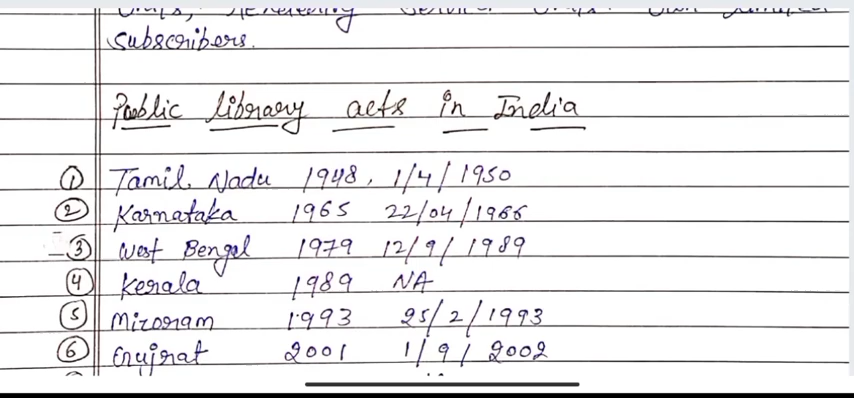 Subscribers.
Public library acts in India
① Tamil Nadu 1948, 1/4/1950
② Karnataka 1965 22/04/1966
③ West Bengal 1979 12/9/1989
④ Kerala 1989 NA
⑤ Mizoram 1993 25/2/1993
⑥ Gujrat 2001 1/9/2002